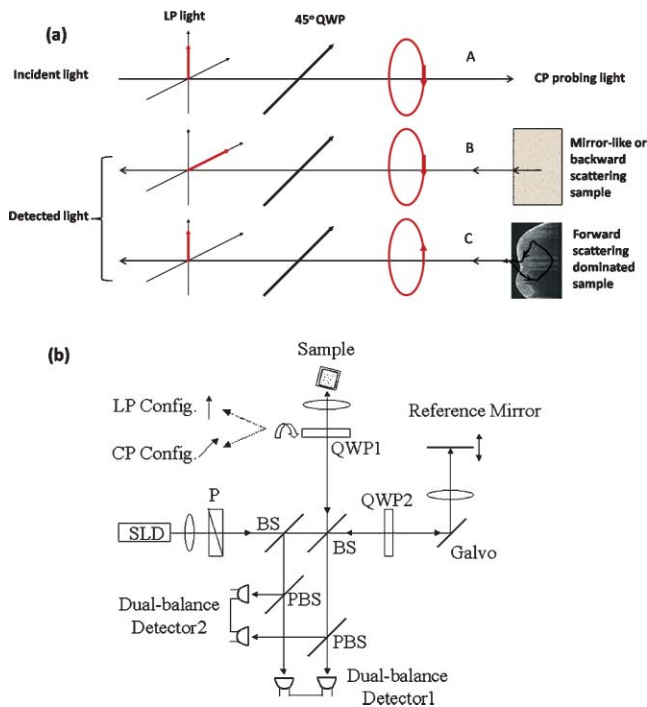 (a)
LP light
45º QWP
Incident light
A
CP probing light
B
Mirror-like or
backward
scattering
sample
Detected light
C
Forward
scattering
dominated
sample
(b)
Sample
LP Config.
CP Config.
QWP1
Reference Mirror
P
QWP2
SLD
BS
BS
Galvo
PBS
Dual-balance
Detector2
PBS
Dual-balance
Detector1